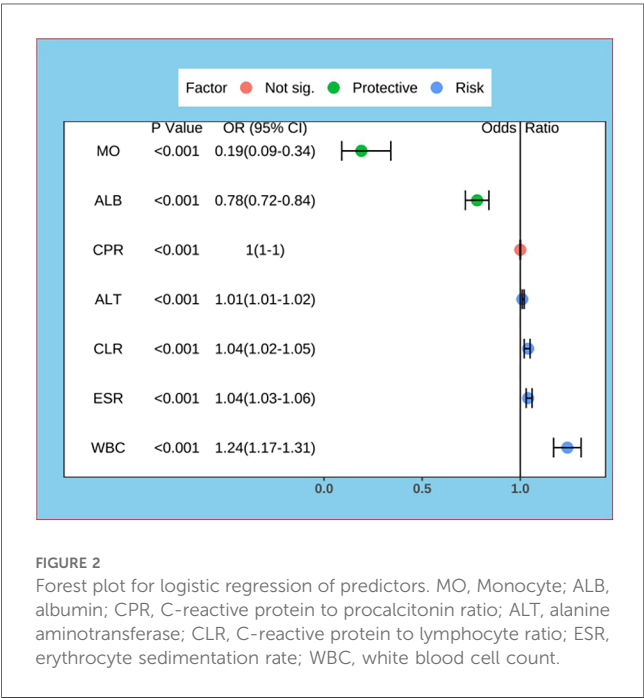 Factor Not sig. Protective Risk
P Value OR (95% CI) Odds Ratio
MO <0.001 0.19(0.09-0.34)
ALB <0.001 0.78(0.72-0.84)
CPR <0.001 1(1-1)
ALT <0.001 1.01(1.01-1.02)
CLR <0.001 1.04(1.02-1.05)
ESR <0.001 1.04(1.03-1.06)
WBC <0.001 1.24(1.17-1.31)
0.0 0.5 1.0
FIGURE 2
Forest plot for logistic regression of predictors. MO, Monocyte; ALB,
albumin; CPR, C-reactive protein to procalcitonin ratio; ALT, alanine
aminotransferase; CLR, C-reactive protein to lymphocyte ratio; ESR,
erythrocyte sedimentation rate; WBC, white blood cell count.